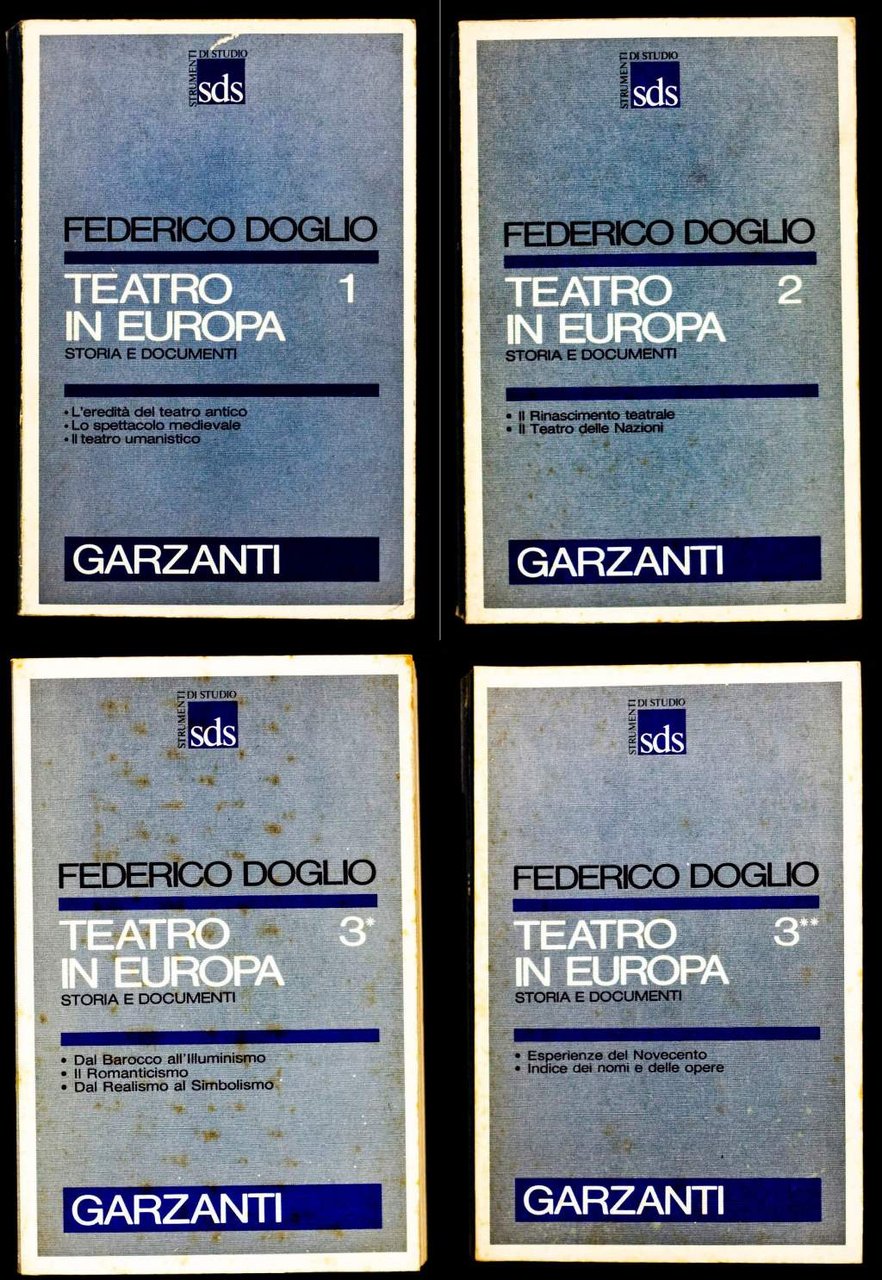 STRUMENTI
DI STUDIO
sds
FEDERICO DOGLIO
TEATRO 1
IN EUROPA
STORIA E DOCUMENTI
• L'eredità del teatro antico
• Lo spettacolo medievale
• Il teatro umanistico
GARZANTI
STRUMENTI
DI STUDIO
sds
FEDERICO DOGLIO
TEATRO 2
IN EUROPA
STORIA E DOCUMENTI
• Il Rinascimento teatrale
• Il Teatro delle Nazioni
GARZANTI
STRUMENTI
DI STUDIO
sds
FEDERICO DOGLIO
TEATRO 3*
IN EUROPA
STORIA E DOCUMENTI
• Dal Barocco all'Illuminismo
• Il Romanticismo
• Dal Realismo al Simbolismo
GARZANTI
STRUMENTI
DI STUDIO
sds
FEDERICO DOGLIO
TEATRO 3**
IN EUROPA
STORIA E DOCUMENTI
• Esperienze del Novecento
• Indice dei nomi e delle opere
GARZANTI